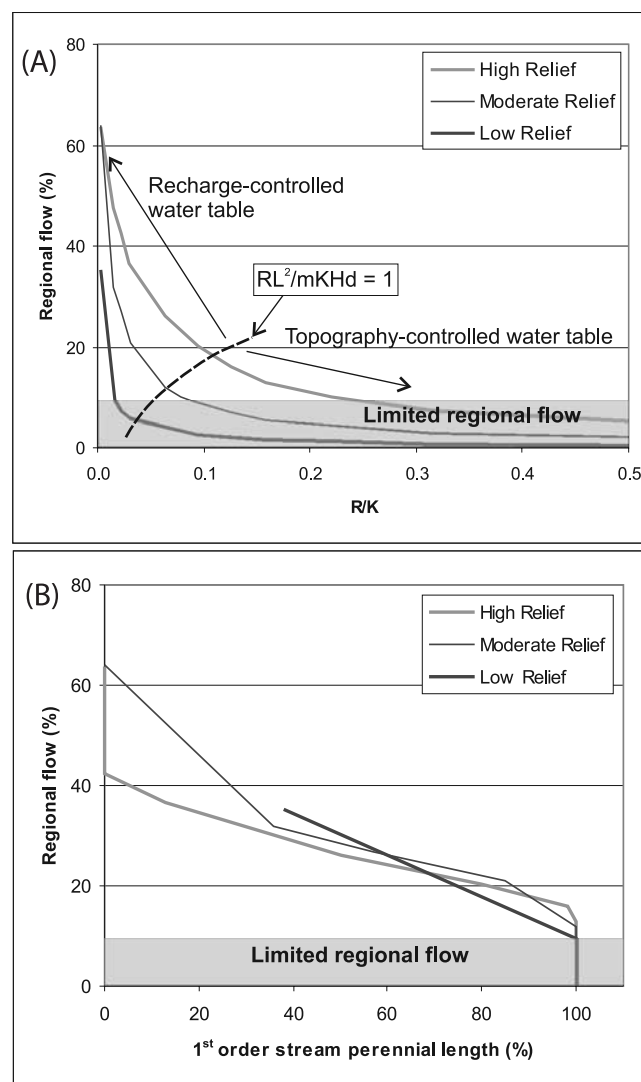 (A)
80
60
40
20
0
Regional flow (%)
High Relief
Moderate Relief
Low Relief
Recharge-controlled
water table
RL²/mKHd = 1
Topography-controlled water table
Limited regional flow
0.0 0.1 0.2 0.3 0.4 0.5
R/K
(B)
80
60
40
20
0
Regional flow (%)
High Relief
Moderate Relief
Low Relief
Limited regional flow
0 20 40 60 80 100
1st order stream perennial length (%)